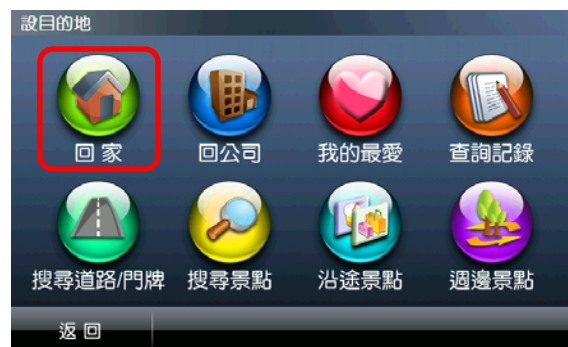 設目的地
回家
回公司
我的最愛
查詢記錄
搜尋道路/門牌
搜尋景點
沿途景點
週邊景點
返回